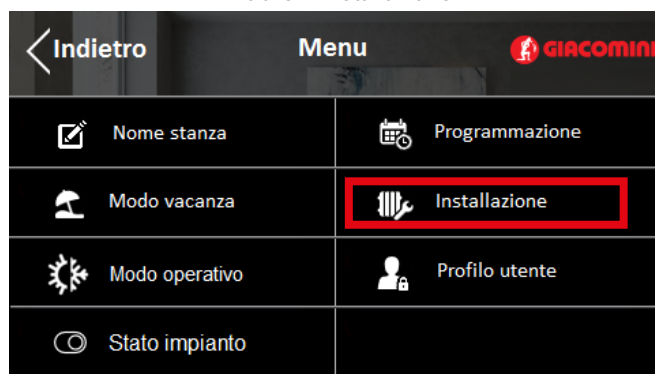 Indietro Menu GIACOMINI
Nome stanza Programmazione
Modo vacanza Installazione
Modo operativo Profilo utente
Stato impianto